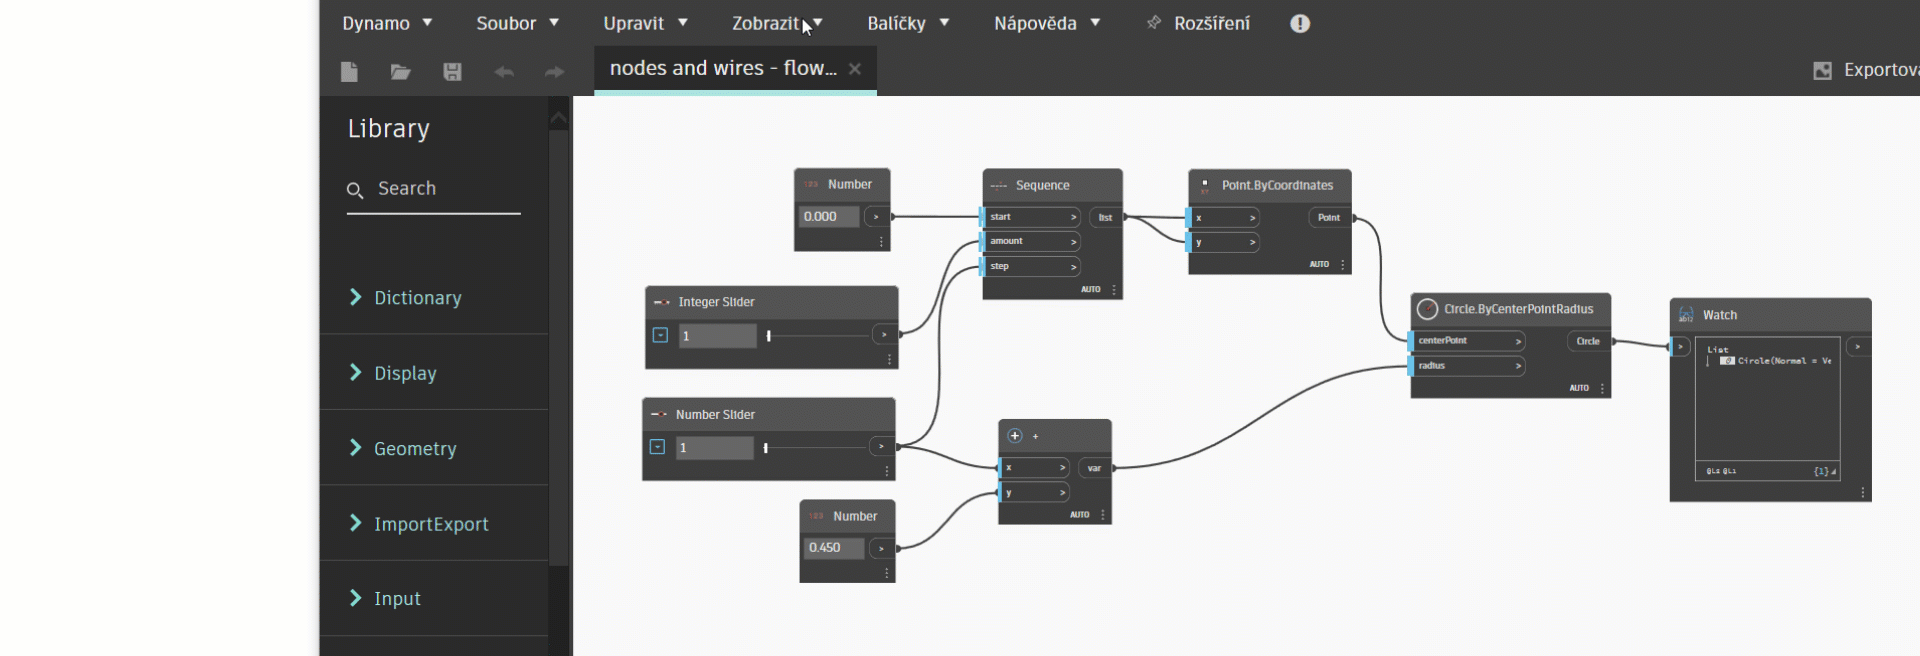 Dynamo Soubor Upravit Zobrazit Balíčky Nápověda Rozšíření
nodes and wires - flow...
Library
Search
Dictionary
Display
Geometry
ImportExport
Input
123 Number
0.000 >
Integer Slider
1 >
Number Slider
1 >
123 Number
0.450 >
Sequence
start > list
amount >
step >
AUTO
+
x > var
y >
AUTO
Point.ByCoordinates
x > Point
y >
AUTO
Circle.ByCenterPointRadius
centerPoint > Circle
radius >
AUTO
Watch
> >
List
0 Circle(Normal = Ve
@L2 @L1 {1}